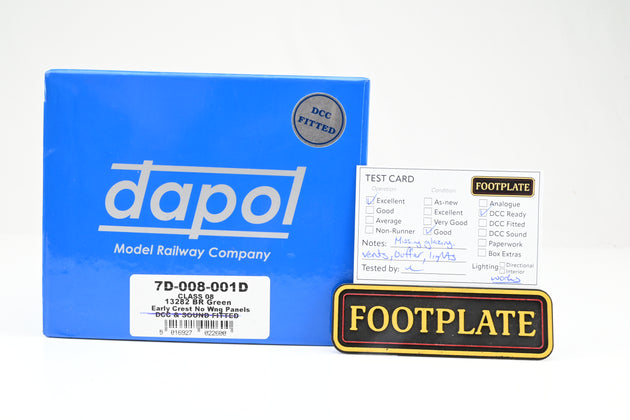 DCC
FITTED
dapol
Model Railway Company
7D-008-001D
CLASS 08
13282 BR Green
Early Crest No Wng Panels
DCC & SOUND FITTED
5 016927 022600
TEST CARD
FOOTPLATE
Operation
Condition
Excellent
As-new
Analogue
Good
Excellent
DCC Ready
Average
Very Good
DCC Fitted
Non-Runner
Good
DCC Sound
Notes: Missing glazing,
Paperwork
vents, buffer, lights
Box Extras
Tested by:
Lighting: Directional
Interior
works
FOOTPLATE